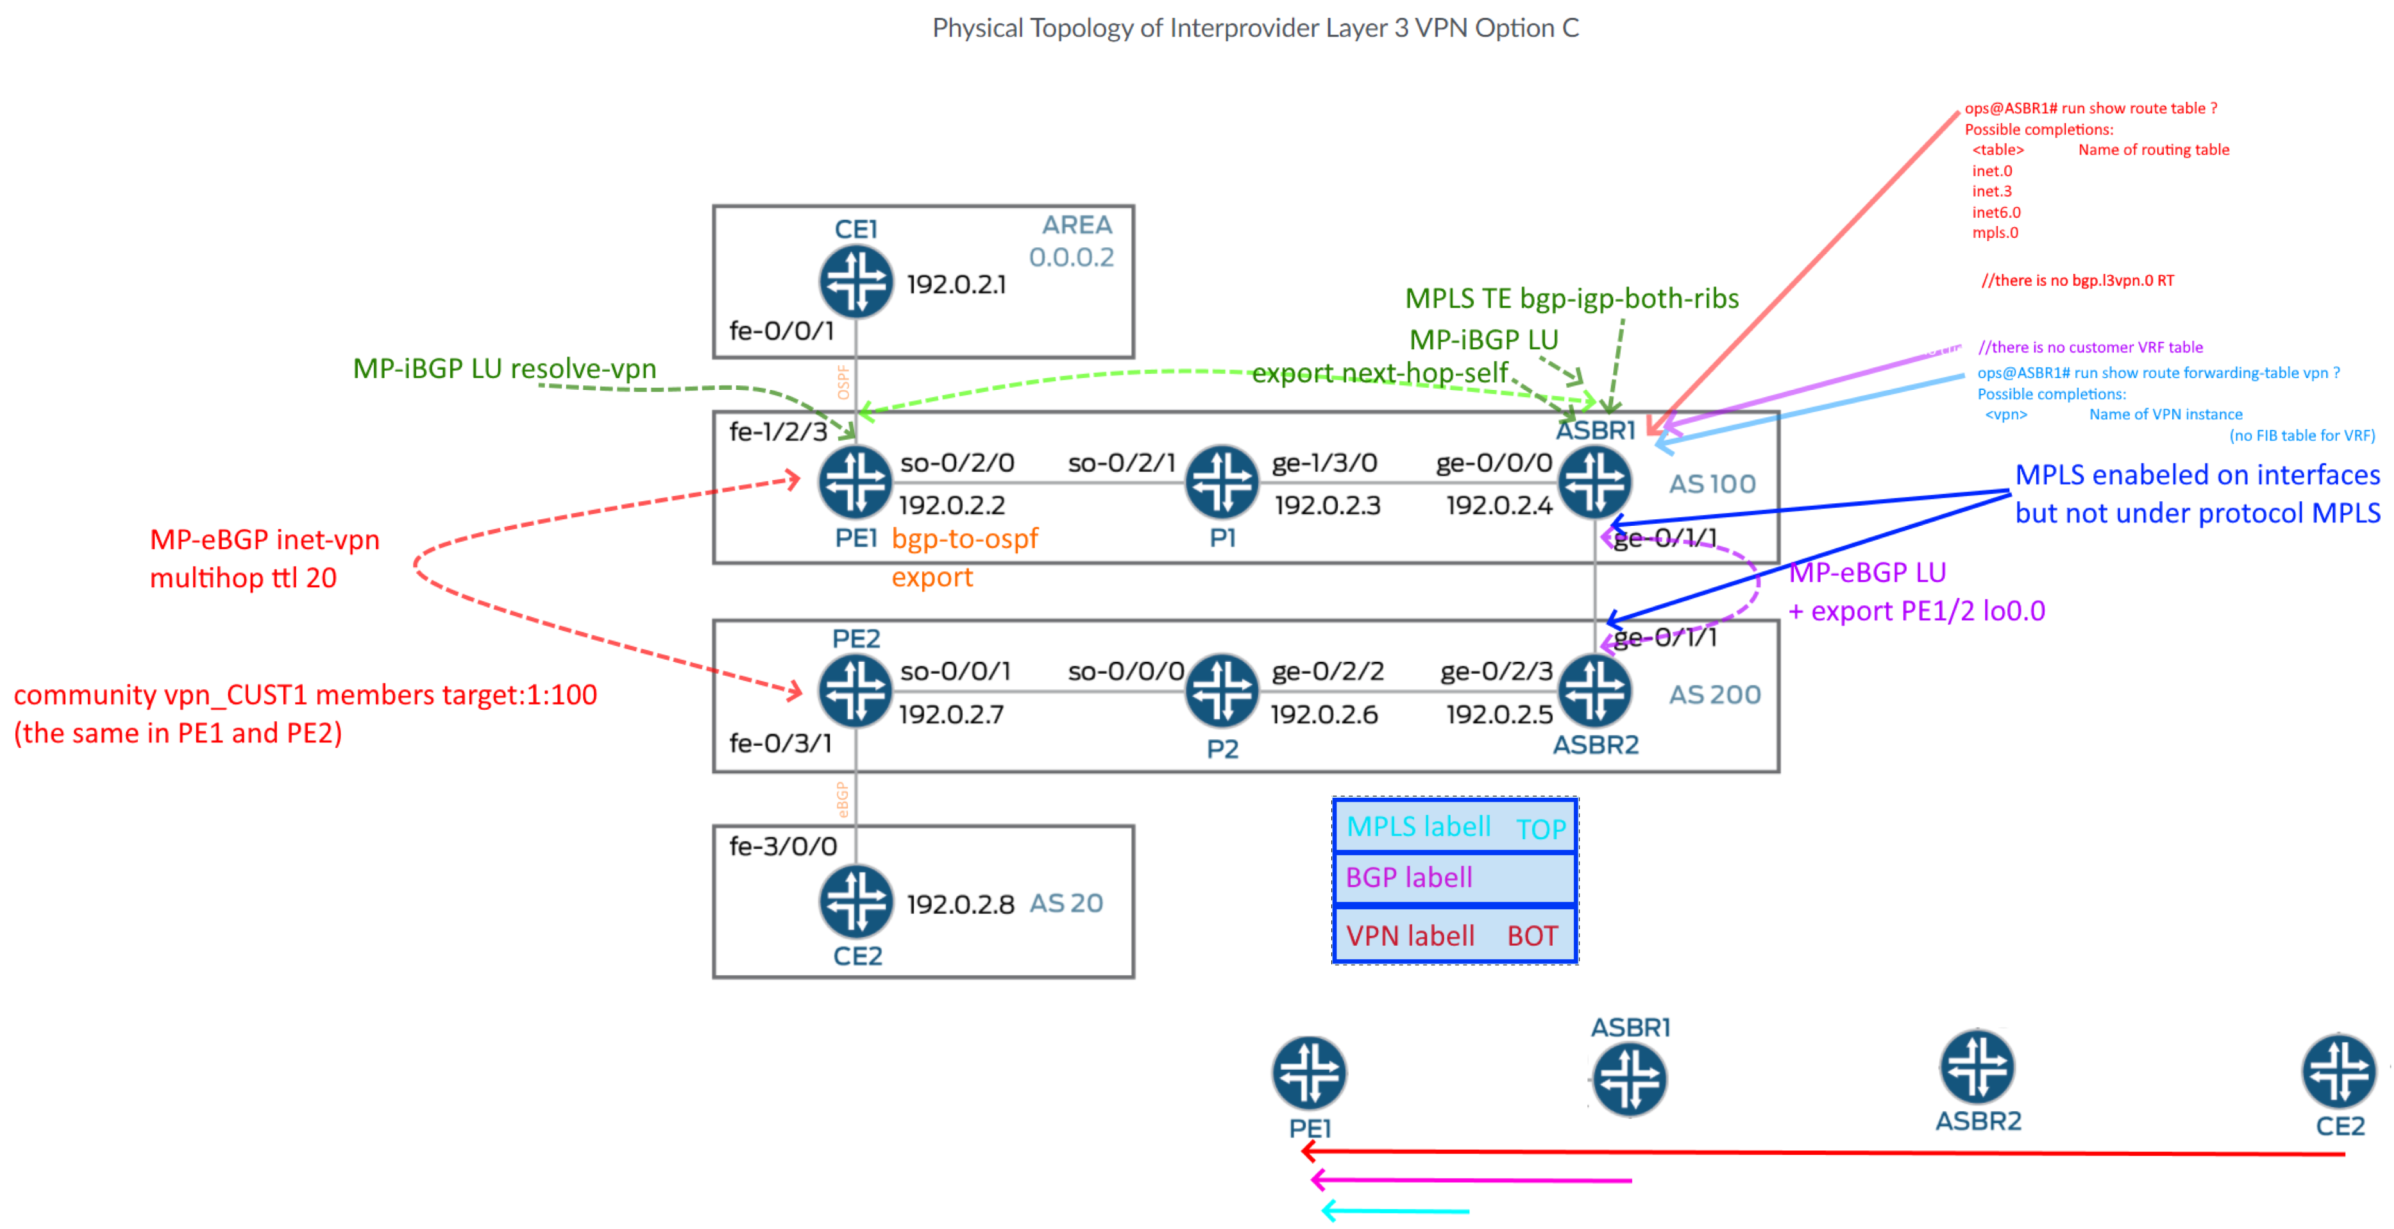 Physical Topology of Interprovider Layer 3 VPN Option C
ops@ASBR1# run show route table ?
Possible completions:
<table> Name of routing table
inet.0
inet.3
inet6.0
mpls.0
//there is no bgp.l3vpn.0 RT
//there is no customer VRF table
ops@ASBR1# run show route forwarding-table vpn ?
Possible completions:
<vpn> Name of VPN instance
(no FIB table for VRF)
CE1
AREA
0.0.0.2
192.0.2.1
fe-0/0/1
MPLS TE bgp-igp-both-ribs
MP-iBGP LU
export next-hop-self
MP-iBGP LU resolve-vpn
OSPF
fe-1/2/3
ASBR1
so-0/2/0
so-0/2/1
ge-1/3/0
ge-0/0/0
AS 100
192.0.2.2
192.0.2.3
192.0.2.4
PE1
bgp-to-ospf
export
P1
ge-0/1/1
MPLS enabeled on interfaces
but not under protocol MPLS
MP-eBGP inet-vpn
multihop ttl 20
MP-eBGP LU
+ export PE1/2 lo0.0
PE2
ge-0/1/1
so-0/0/1
so-0/0/0
ge-0/2/2
ge-0/2/3
AS 200
192.0.2.7
192.0.2.6
192.0.2.5
fe-0/3/1
P2
ASBR2
community vpn_CUST1 members target:1:100
(the same in PE1 and PE2)
eBGP
fe-3/0/0
192.0.2.8
AS 20
CE2
MPLS labell TOP
BGP labell
VPN labell BOT
PE1
ASBR1
ASBR2
CE2